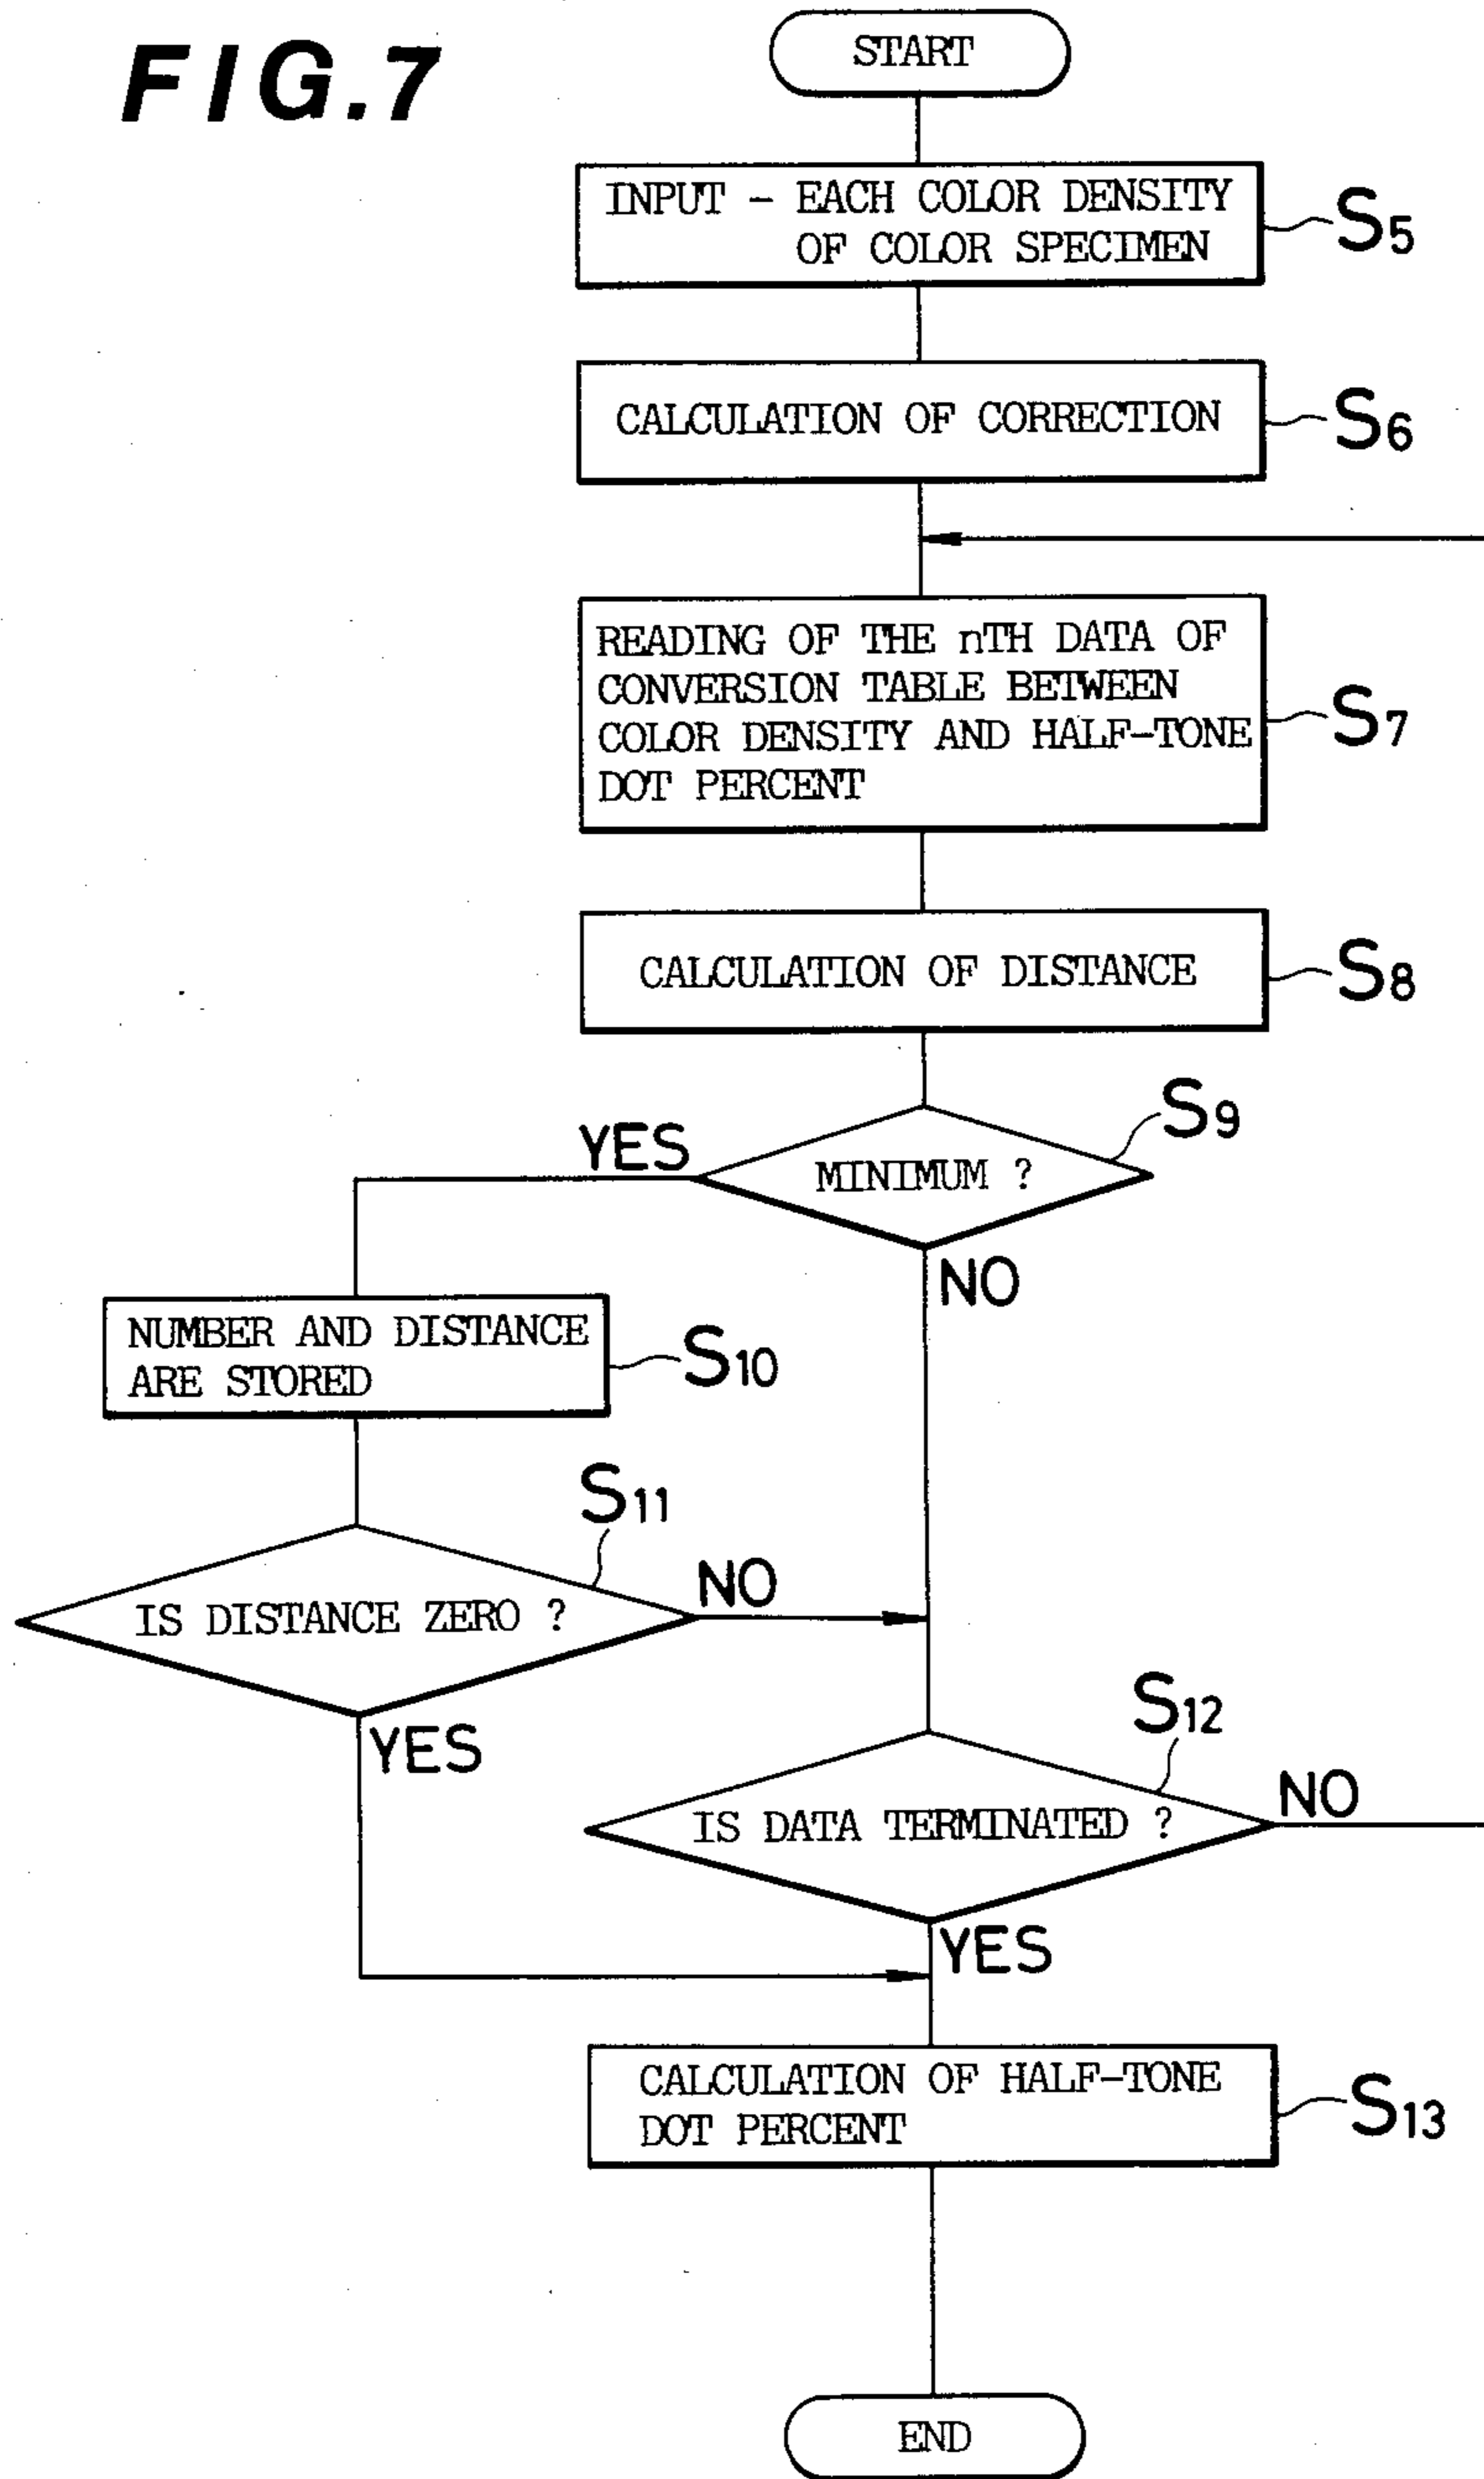 FIG.7
START
INPUT - EACH COLOR DENSITY
OF COLOR SPECIMEN
S5
CALCULATION OF CORRECTION
S6
READING OF THE nTH DATA OF
CONVERSION TABLE BETWEEN
COLOR DENSITY AND HALF-TONE
DOT PERCENT
S7
CALCULATION OF DISTANCE
S8
S9
YES
MINIMUM ?
NO
NUMBER AND DISTANCE
ARE STORED
S10
S11
NO
IS DISTANCE ZERO ?
YES
S12
NO
IS DATA TERMINATED ?
YES
CALCULATION OF HALF-TONE
DOT PERCENT
S13
END